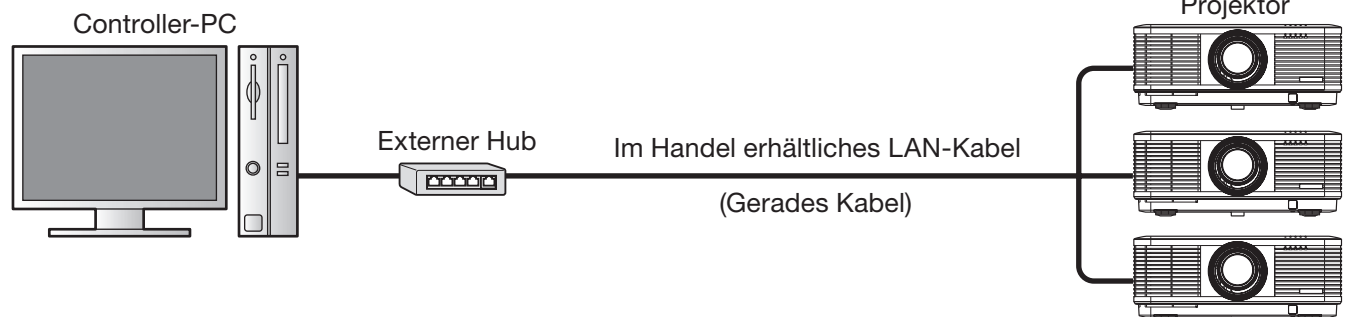 Projektor
Controller-PC
Externer Hub
Im Handel erhältliches LAN-Kabel
(Gerades Kabel)